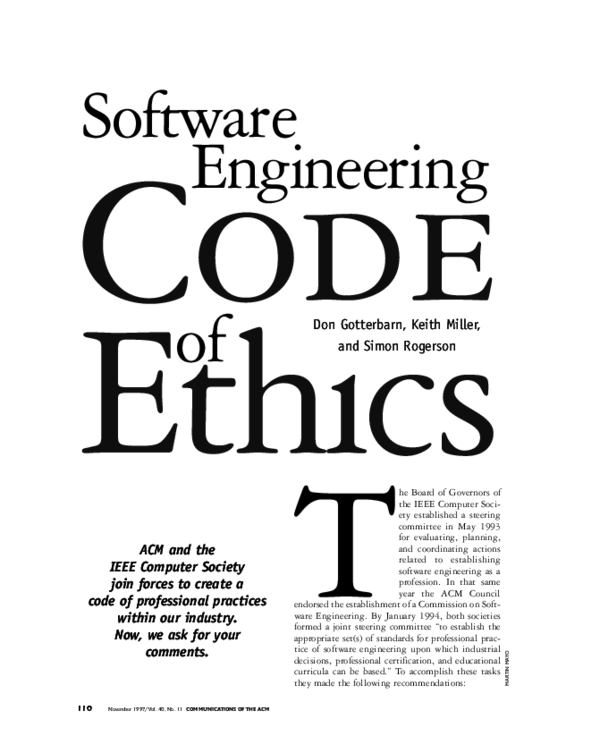 Software
Engineering
CODE
of
Ethics
Don Gotterbarn, Keith Miller,
and Simon Rogerson
ACM and the
IEEE Computer Society
join forces to create a
code of professional practices
within our industry.
Now, we ask for your
comments.
The Board of Governors of
the IEEE Computer Soci-
ety established a steering
committee in May 1993
for evaluating, planning,
and coordinating actions
related to establishing
software engineering as a
profession. In that same
year the ACM Council
endorsed the establishment of a Commission on Soft-
ware Engineering. By January 1994, both societies
formed a joint steering committee “to establish the
appropriate set(s) of standards for professional prac-
tice of software engineering upon which industrial
decisions, professional certification, and educational
curricula can be based.” To accomplish these tasks
they made the following recommendations:
MARTIN MAYO
110 November 1997/Vol. 40, No. 11 COMMUNICATIONS OF THE ACM